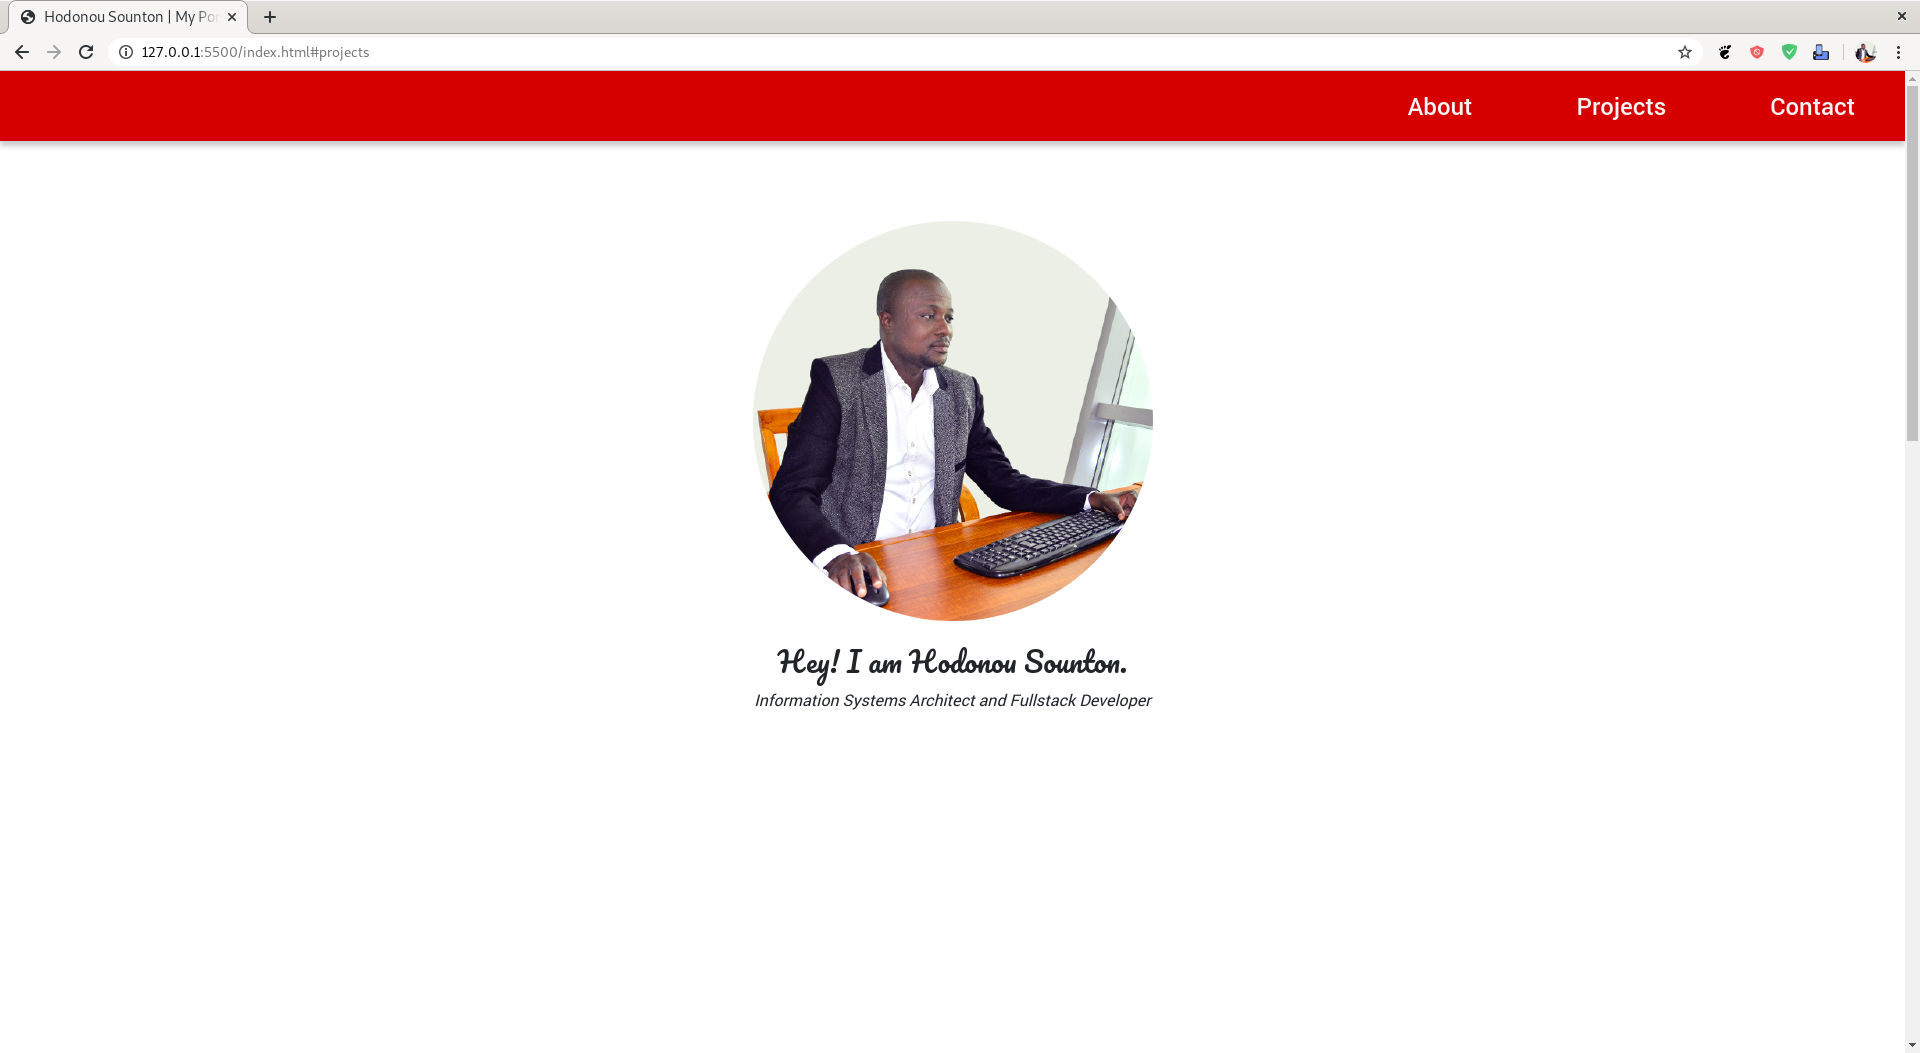 Hodonou Sounton | My Po
127.0.0.1:5500/index.html#projects
About Projects Contact
Hey! I am Hodonou Sounton.
Information Systems Architect and Fullstack Developer